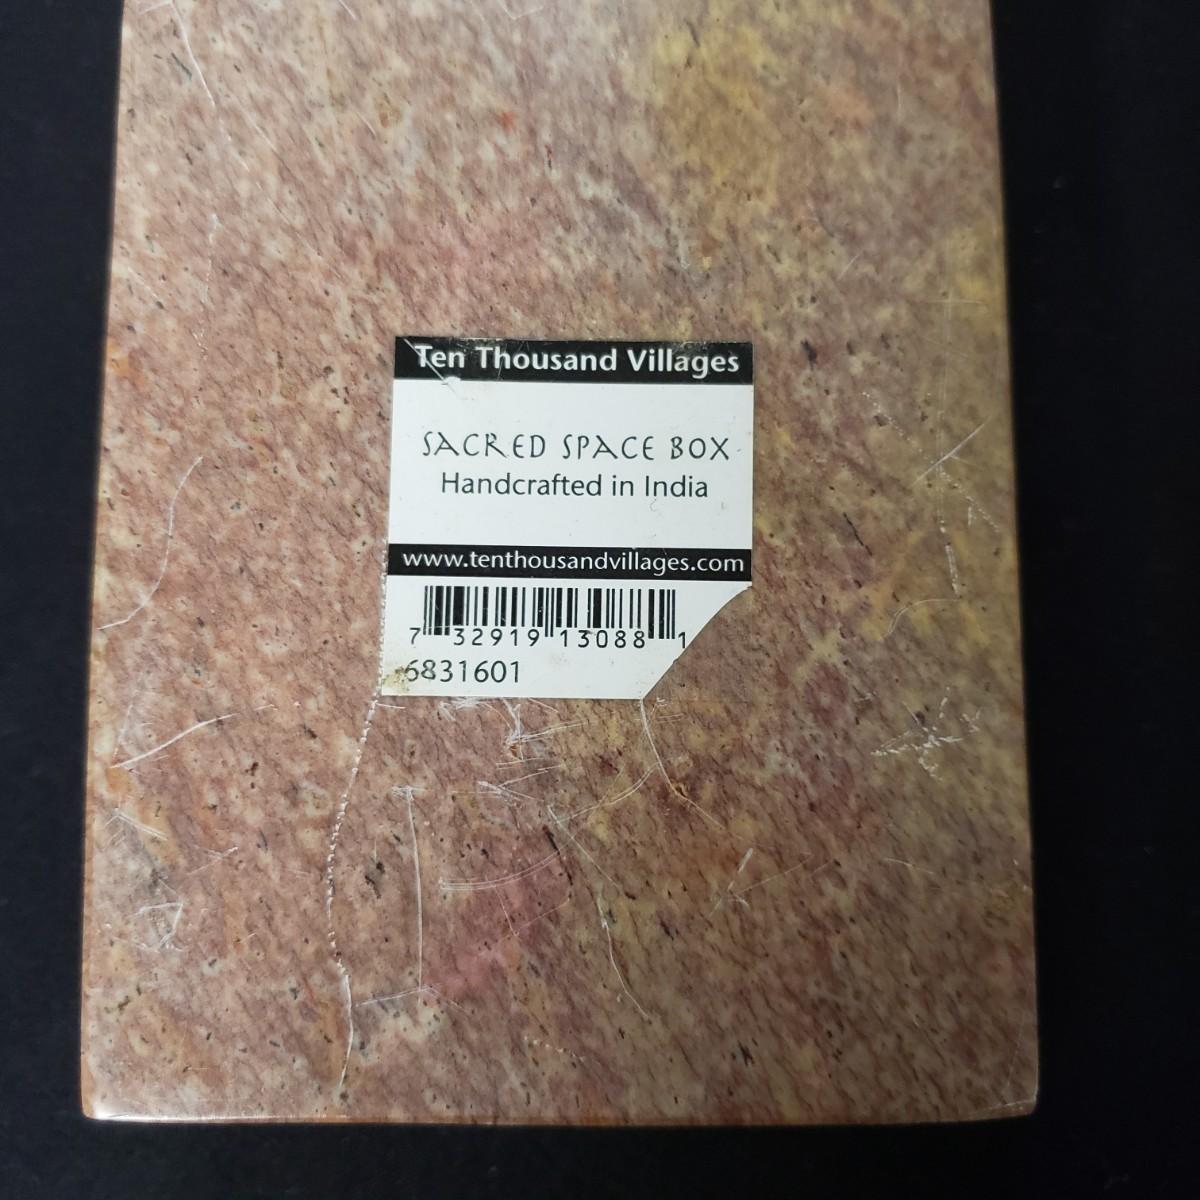 Ten Thousand Villages
SACRED SPACE BOX
Handcrafted in India
www.tenthousandvillages.com
7 32919 13088 1
6831601